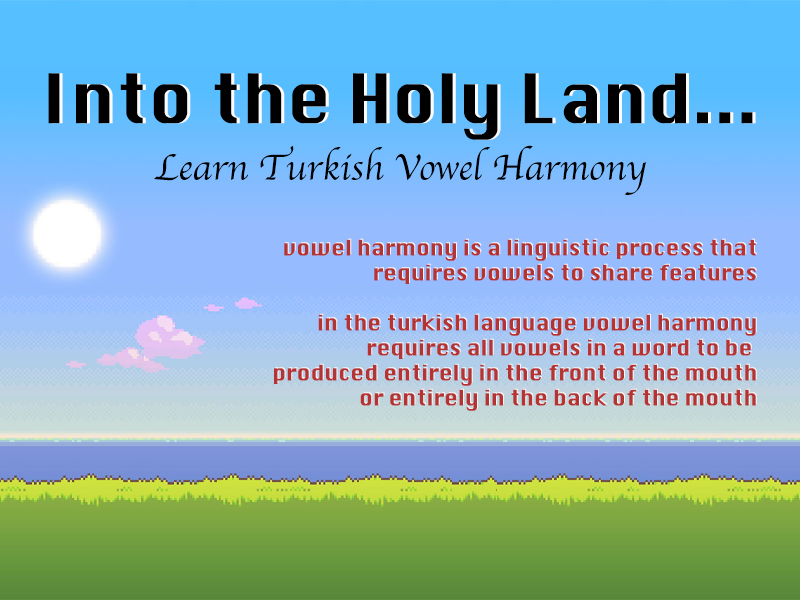 Into the Holy Land...
Learn Turkish Vowel Harmony
vowel harmony is a linguistic process that
requires vowels to share features
in the turkish language vowel harmony
requires all vowels in a word to be
produced entirely in the front of the mouth
or entirely in the back of the mouth